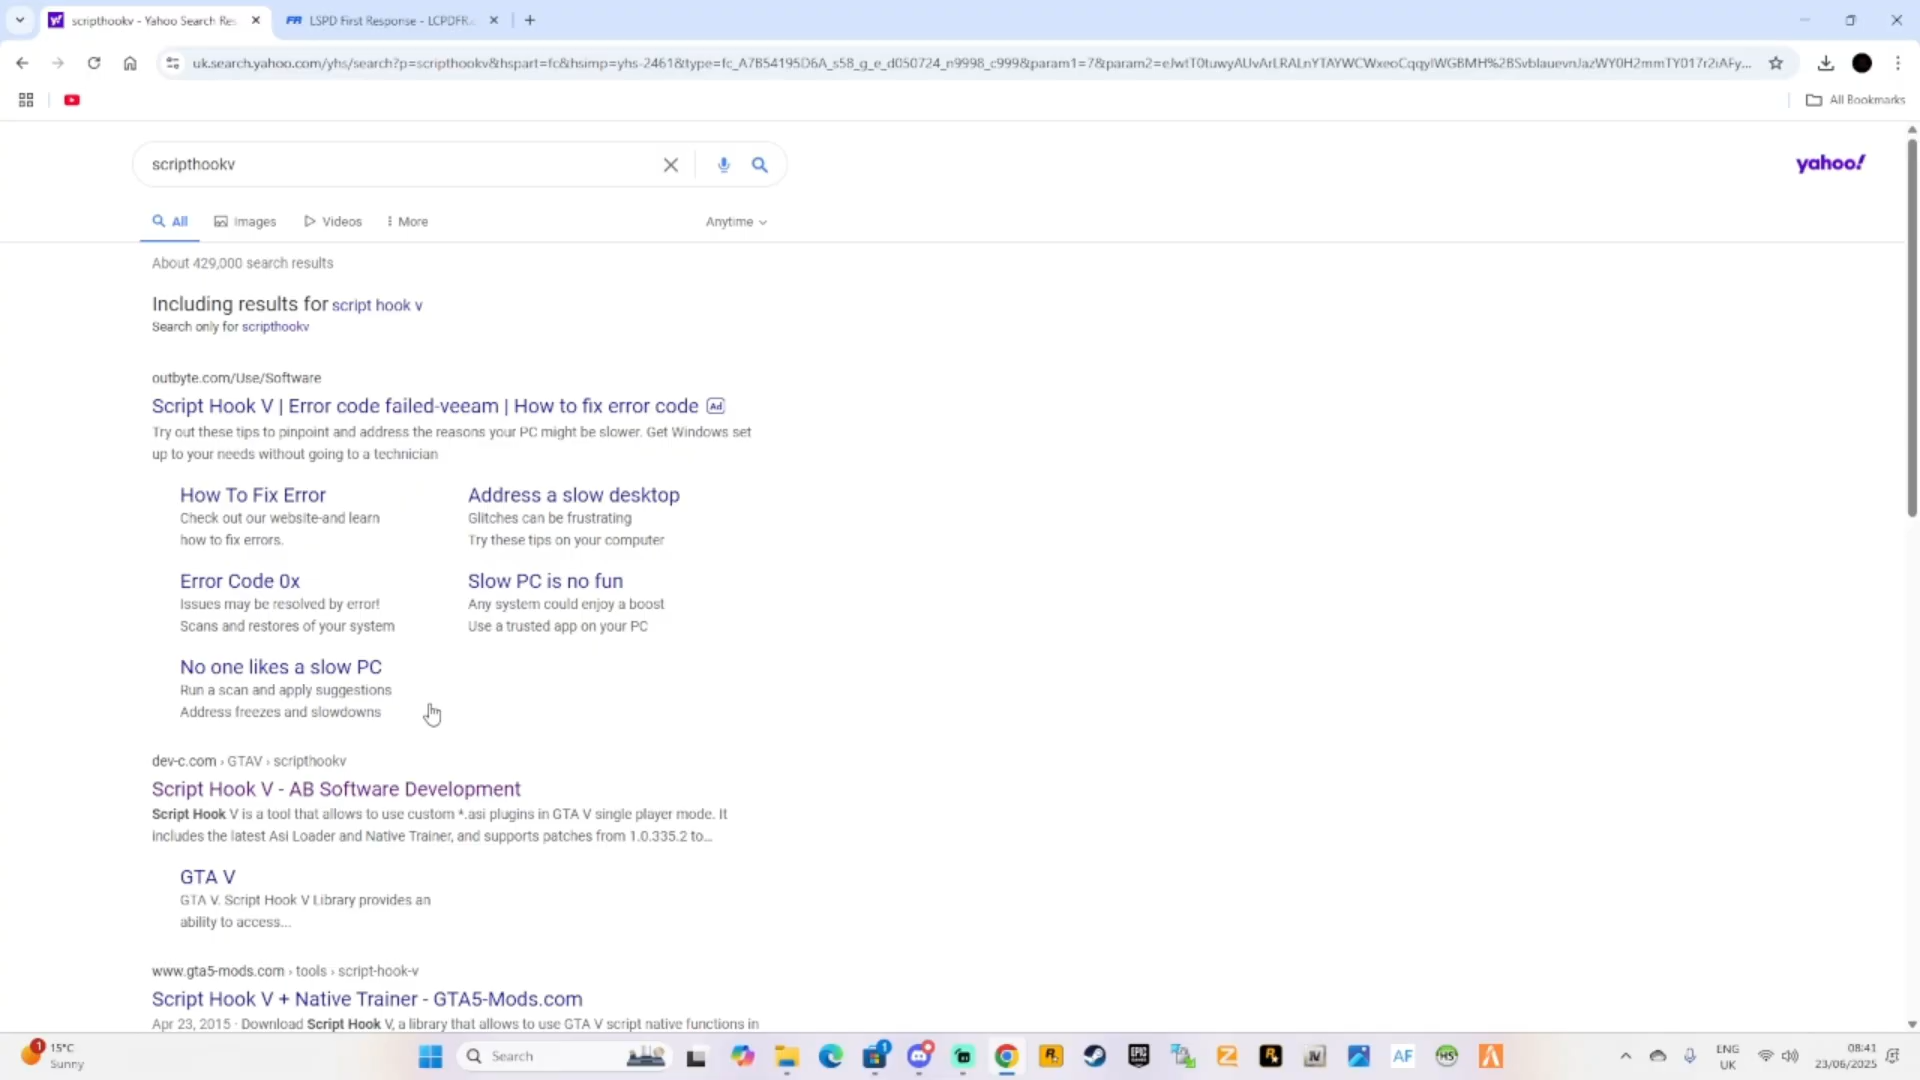 scripthookv - Yahoo Search Res
LSPD First Response - LCPDFR.
uk.search.yahoo.com/yhs/search?p=scripthookv&hspart=fc&hsimp=yhs-2461&type=fc_A7B54195D6A_s58_g_e_d050724_n9998_c999&param1=7&param2=
All Bookmarks
scripthookv
yahoo!
All
Images
Videos
More
Anytime
About 429,000 search results
Including results for script hook v
Search only for scripthookv
outbyte.com/Use/Software
Script Hook V | Error code failed-veeam | How to fix error code Ad
Try out these tips to pinpoint and address the reasons your PC might be slower. Get Windows set
up to your needs without going to a technician
How To Fix Error
Check out our website-and learn
how to fix errors.
Address a slow desktop
Glitches can be frustrating
Try these tips on your computer
Error Code 0x
Issues may be resolved by error!
Scans and restores of your system
Slow PC is no fun
Any system could enjoy a boost
Use a trusted app on your PC
No one likes a slow PC
Run a scan and apply suggestions
Address freezes and slowdowns
dev-c.com › GTAV › scripthookv
Script Hook V - AB Software Development
Script Hook V is a tool that allows to use custom *.asi plugins in GTA V single player mode. It
includes the latest Asi Loader and Native Trainer, and supports patches from 1.0.335.2 to...
GTA V
GTA V. Script Hook V Library provides an
ability to access...
www.gta5-mods.com › tools › script-hook-v
Script Hook V + Native Trainer - GTA5-Mods.com
Apr 23, 2015 · Download Script Hook V, a library that allows to use GTA V script native functions in
1
15°C
Sunny
Search
1
EPIC
IV
AF
HS
ENG
UK
08:41
23/06/2025